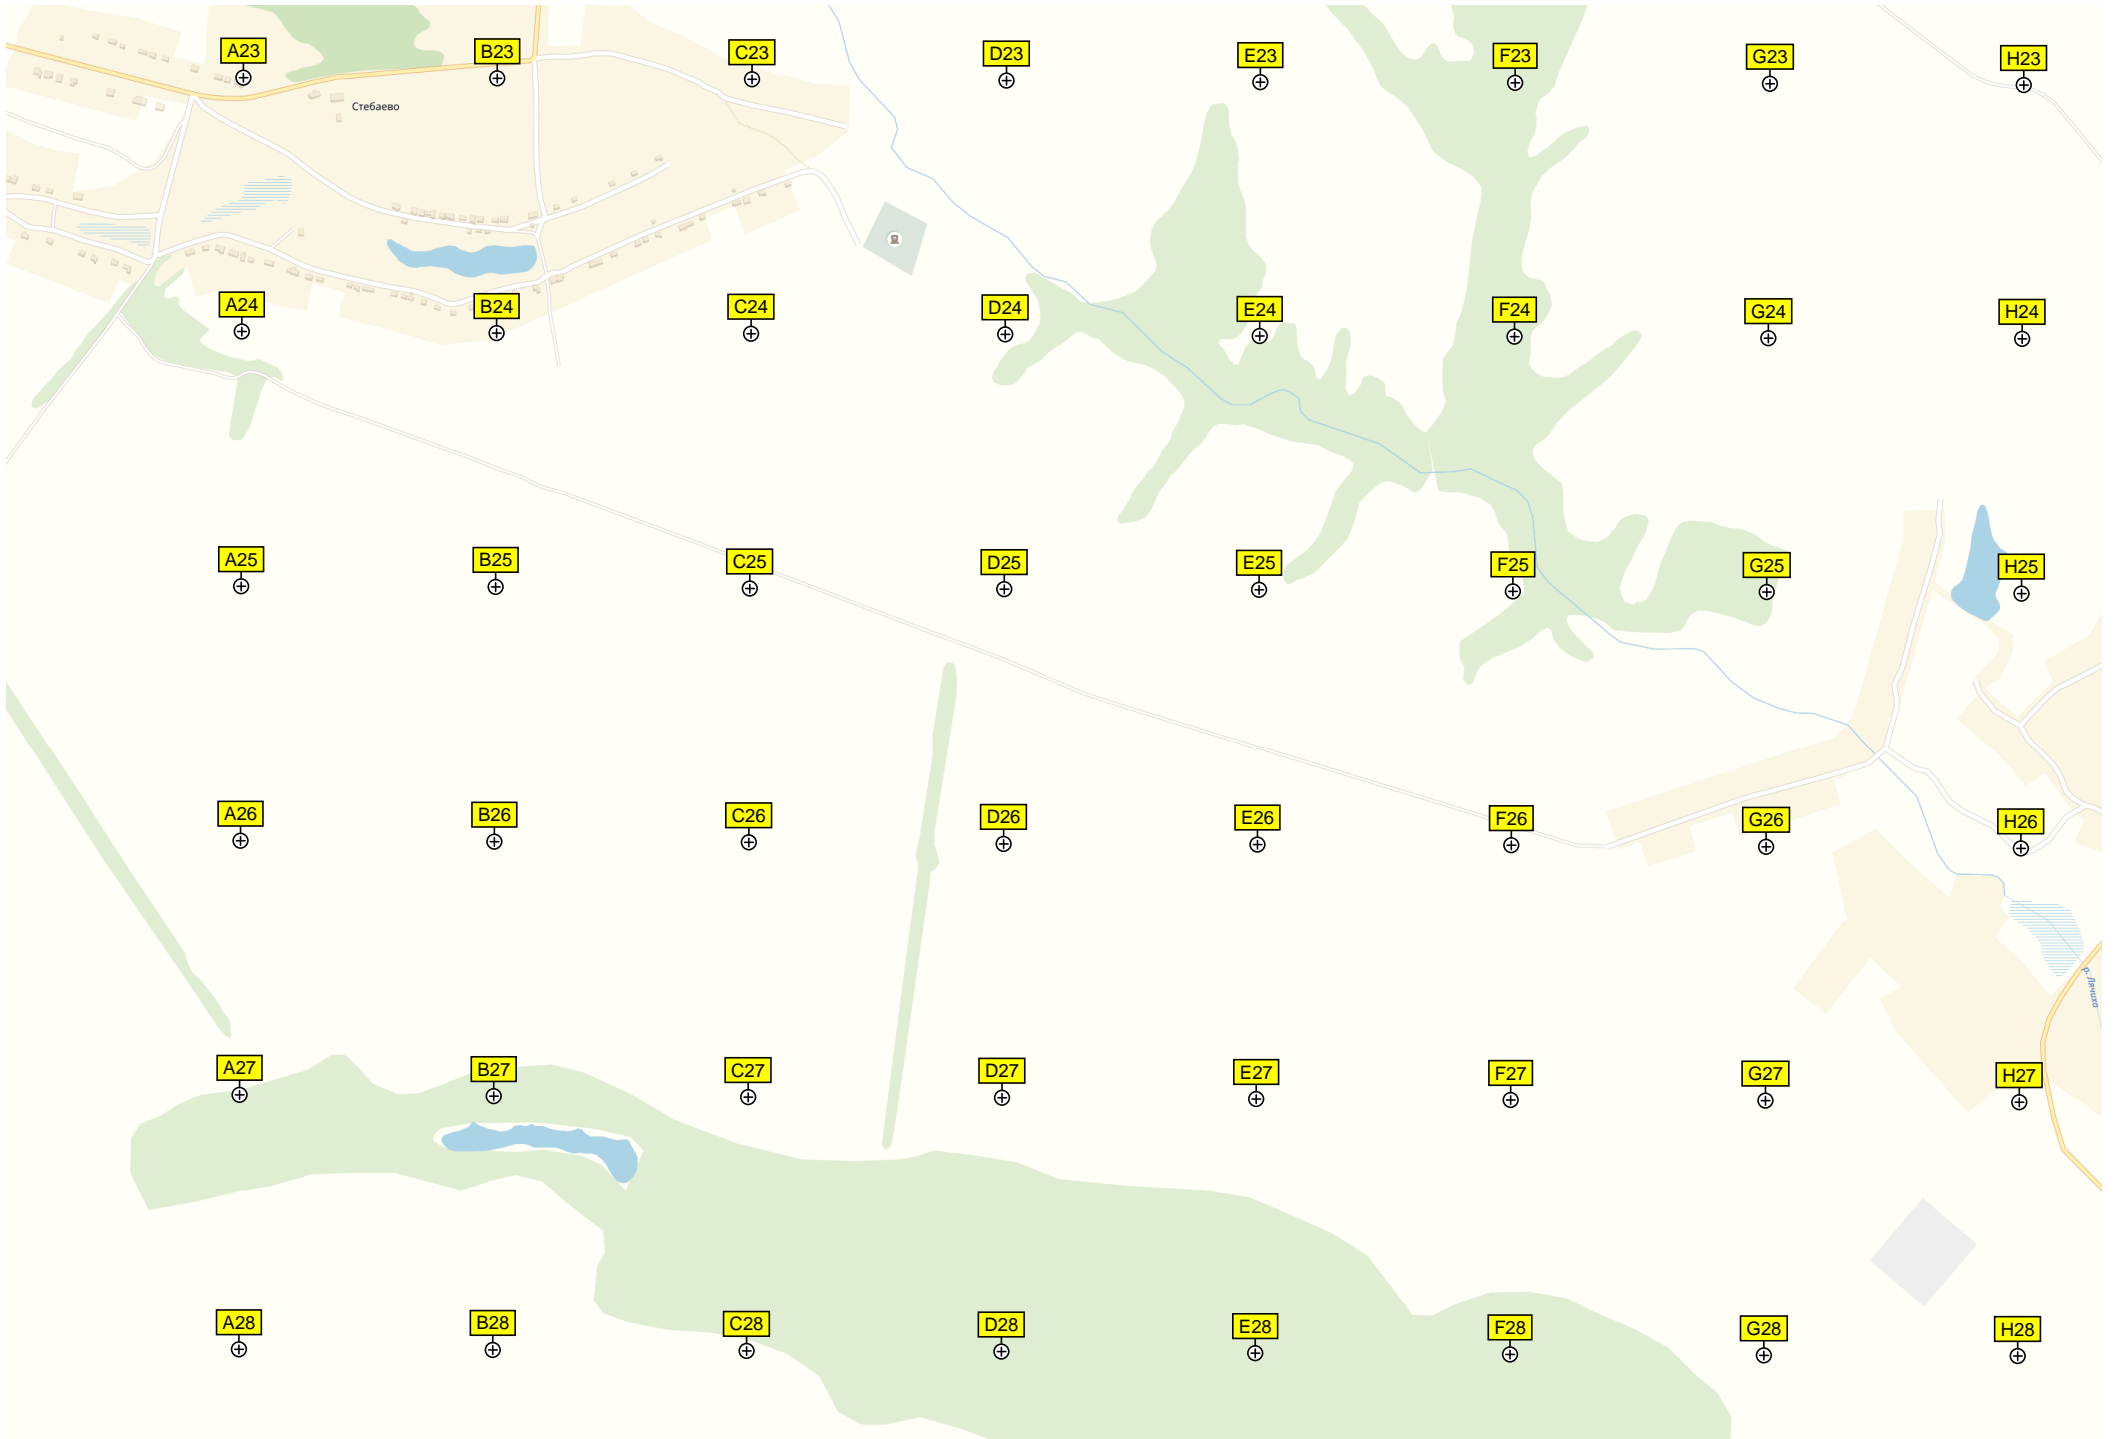 A23 B23 C23 D23 E23 F23 G23 H23
Стебаево
A24 B24 C24 D24 E24 F24 G24 H24
A25 B25 C25 D25 E25 F25 G25 H25
A26 B26 C26 D26 E26 F26 G26 H26
р. Лячиха
A27 B27 C27 D27 E27 F27 G27 H27
A28 B28 C28 D28 E28 F28 G28 H28